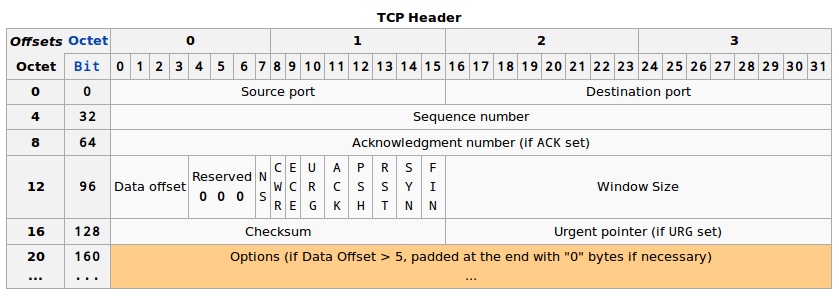 TCP Header
Offsets Octet 0 1 2 3
Octet Bit 0 1 2 3 4 5 6 7 8 9 10 11 12 13 14 15 16 17 18 19 20 21 22 23 24 25 26 27 28 29 30 31
0 0 Source port Destination port
4 32 Sequence number
8 64 Acknowledgment number (if ACK set)
12 96 Data offset Reserved 0 0 0 NS CWR ECE URG ACK PSH RST SYN FIN Window Size
16 128 Checksum Urgent pointer (if URG set)
20 160 Options (if Data Offset > 5, padded at the end with "0" bytes if necessary)
... ... ...